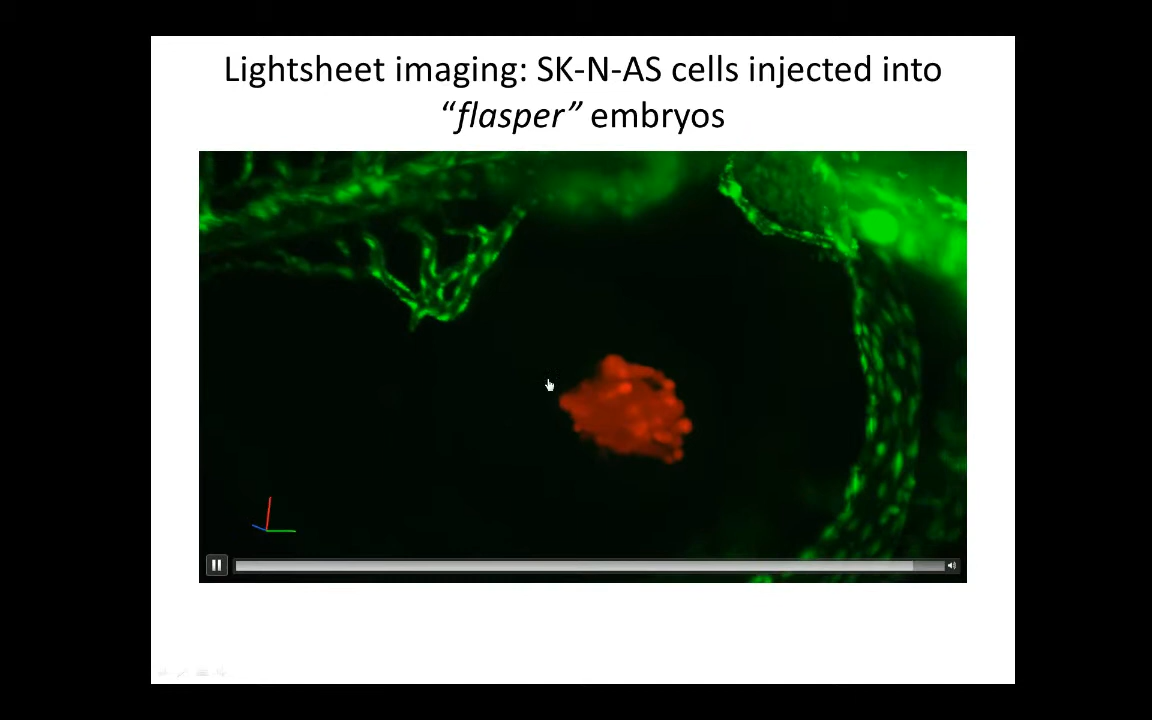 Lightsheet imaging: SK-N-AS cells injected into
“flasper” embryos